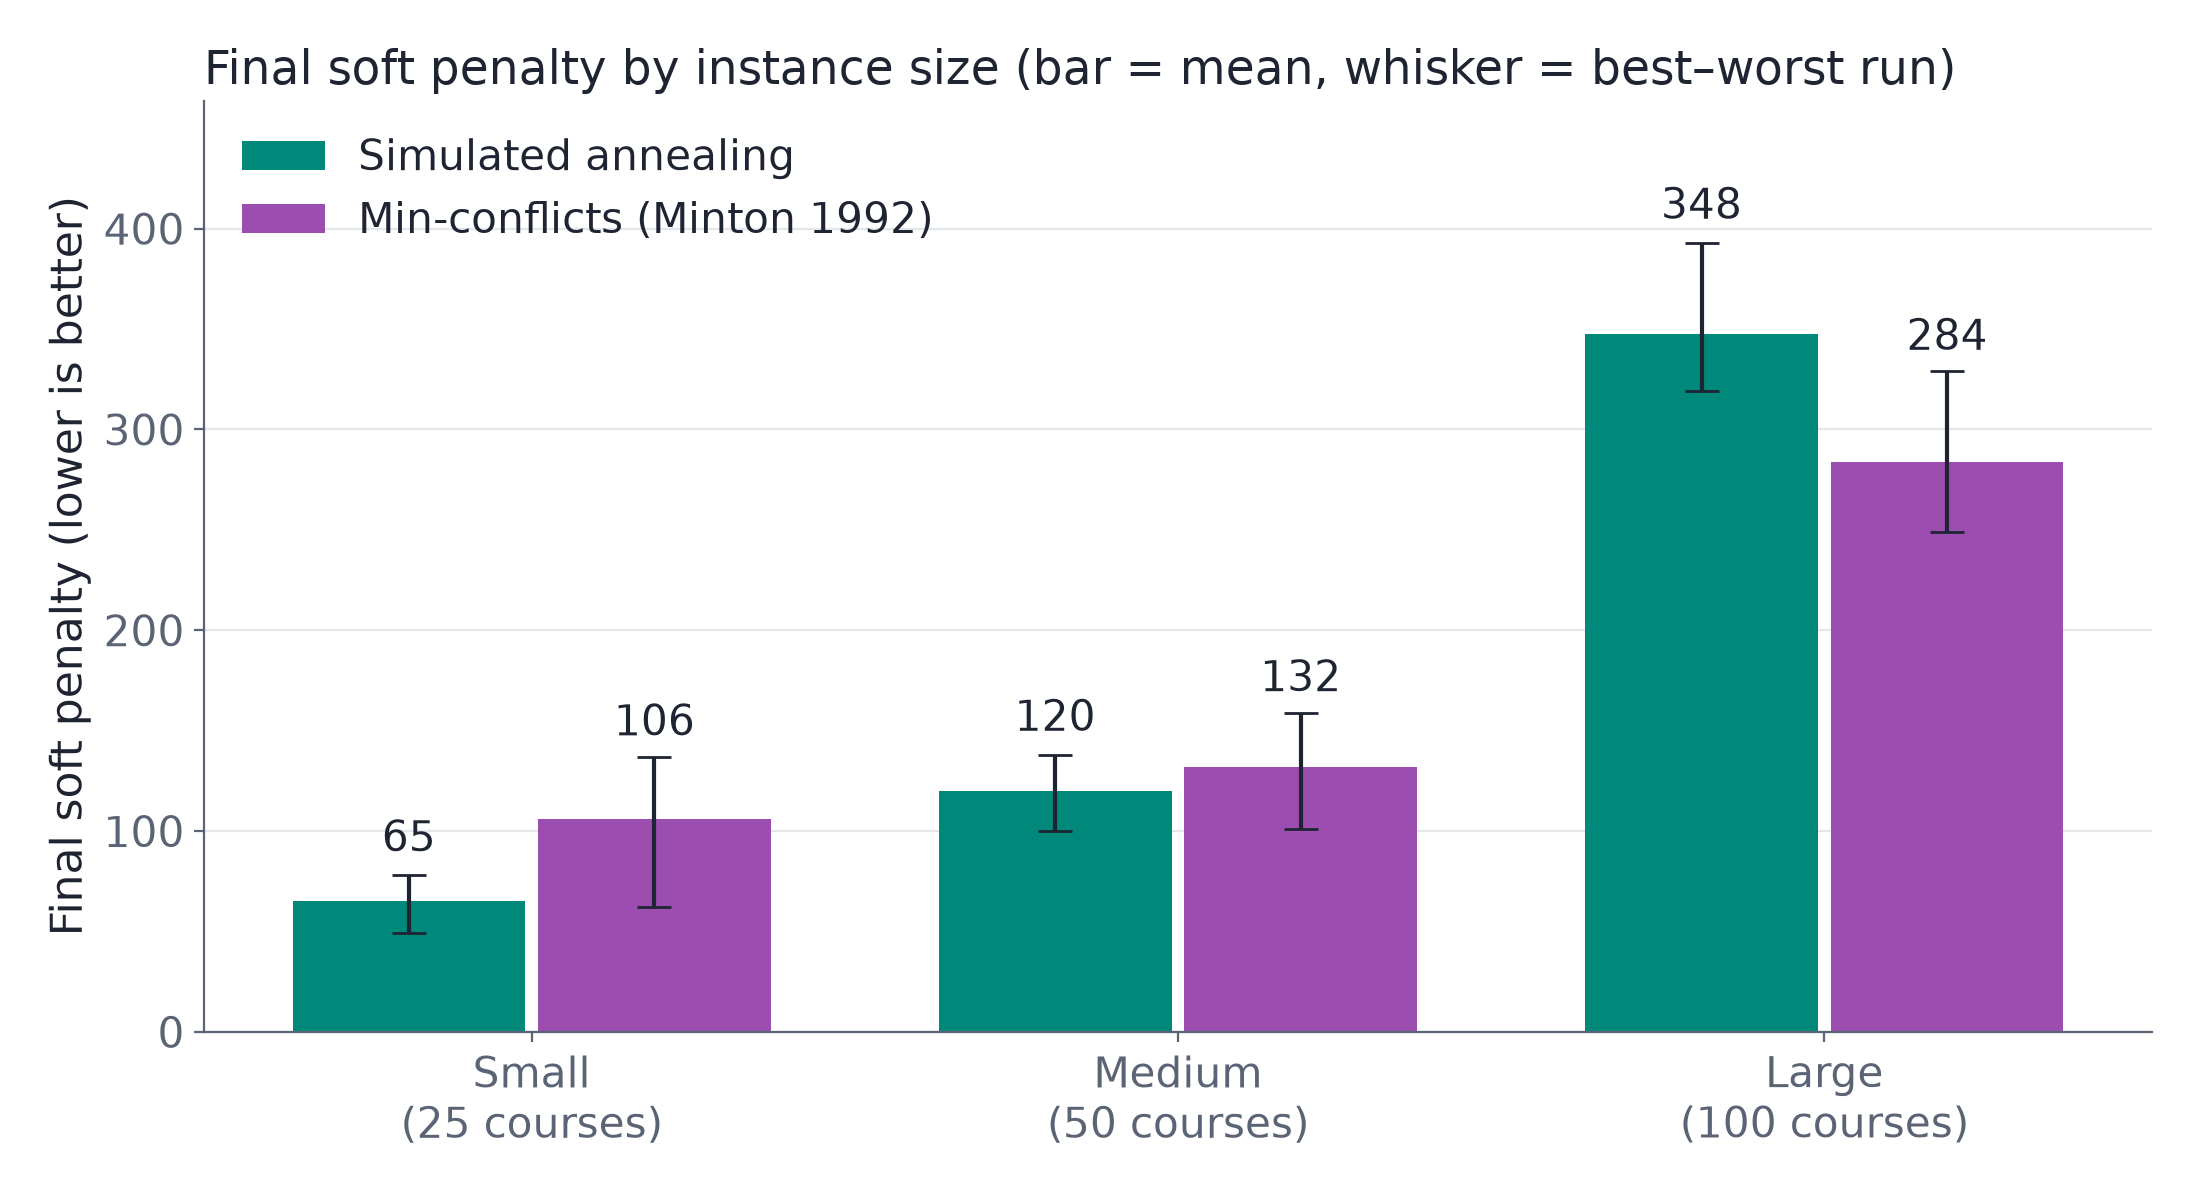 Final soft penalty by instance size (bar = mean, whisker = best–worst run)
Simulated annealing
Min-conflicts (Minton 1992)
Final soft penalty (lower is better)
400
300
200
100
0
65
106
120
132
348
284
Small
(25 courses)
Medium
(50 courses)
Large
(100 courses)